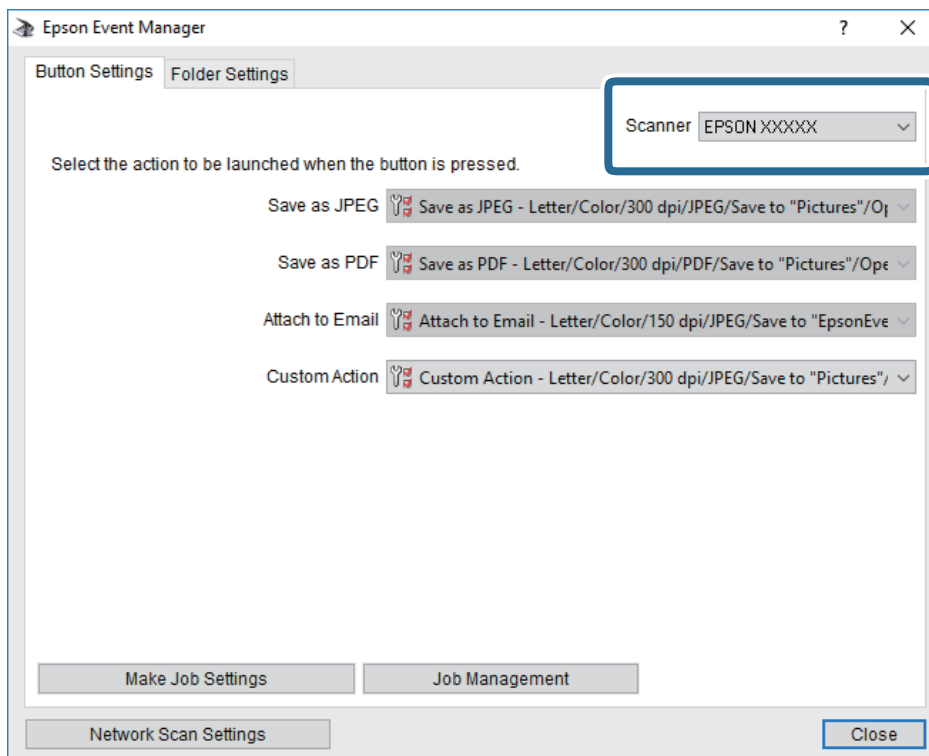 Epson Event Manager
Button Settings Folder Settings
Scanner EPSON XXXXX
Select the action to be launched when the button is pressed.
Save as JPEG Save as JPEG - Letter/Color/300 dpi/JPEG/Save to "Pictures"/Op
Save as PDF Save as PDF - Letter/Color/300 dpi/PDF/Save to "Pictures"/Ope
Attach to Email Attach to Email - Letter/Color/150 dpi/JPEG/Save to "EpsonEve
Custom Action Custom Action - Letter/Color/300 dpi/JPEG/Save to "Pictures"/
Make Job Settings Job Management
Network Scan Settings Close